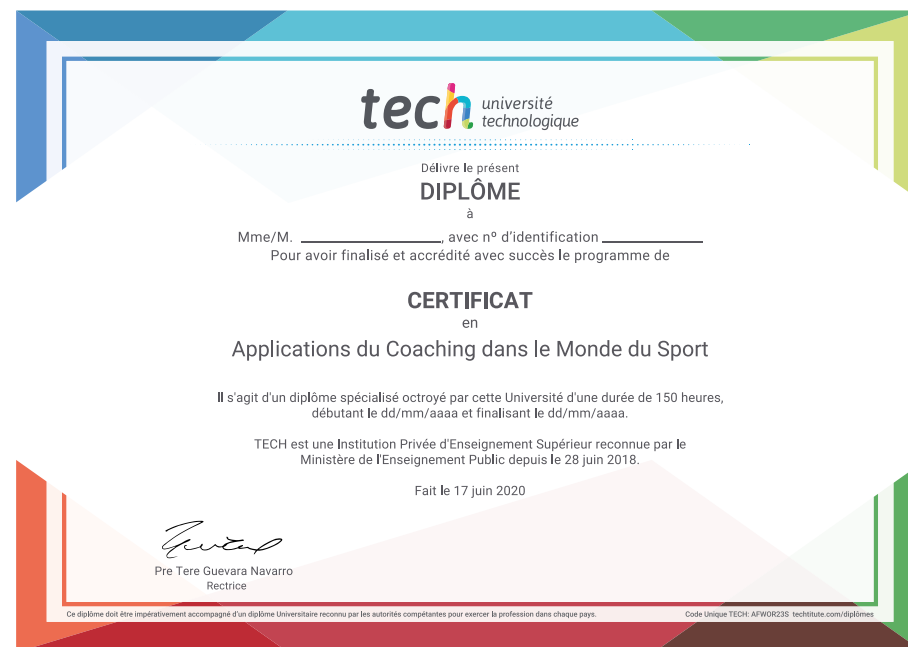 tech université
technologique
Délivre le présent
DIPLÔME
à
Mme/M. ____________________, avec nº d'identification ______________
Pour avoir finalisé et accrédité avec succès le programme de
CERTIFICAT
en
Applications du Coaching dans le Monde du Sport
Il s'agit d'un diplôme spécialisé octroyé par cette Université d'une durée de 150 heures,
débutant le dd/mm/aaaa et finalisant le dd/mm/aaaa.
TECH est une Institution Privée d'Enseignement Supérieur reconnue par le
Ministère de l'Enseignement Public depuis le 28 juin 2018.
Fait le 17 juin 2020
Pre Tere Guevara Navarro
Rectrice
Ce diplôme doit être impérativement accompagné d'un diplôme Universitaire reconnu par les autorités compétentes pour exercer la profession dans chaque pays.
Code Unique TECH: AFWOR23S techtitute.com/diplômes